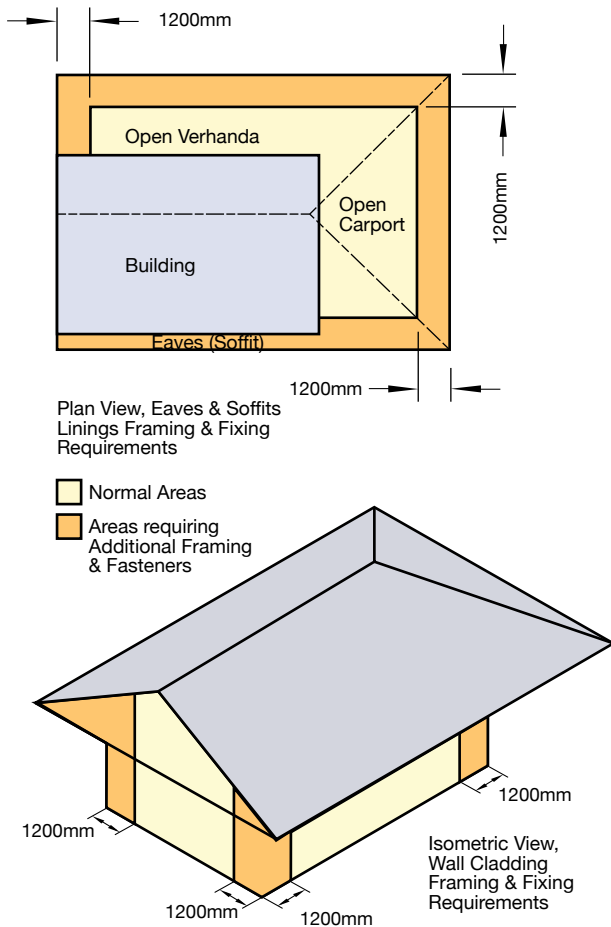 1200mm
Open Verhanda
1200mm
Open
Carport
Building
Eaves (Soffit)
1200mm
Plan View, Eaves & Soffits
Linings Framing & Fixing
Requirements
Normal Areas
Areas requiring
Additional Framing
& Fasteners
1200mm
1200mm
1200mm
1200mm
Isometric View,
Wall Cladding
Framing & Fixing
Requirements